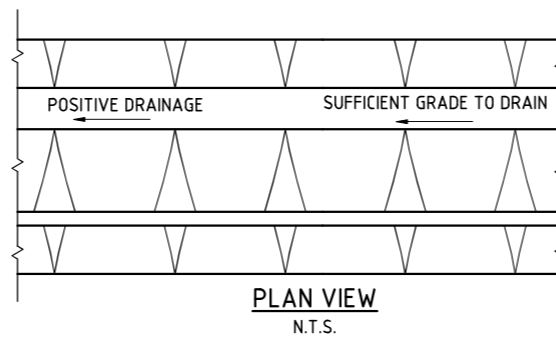 POSITIVE DRAINAGE
SUFFICIENT GRADE TO DRAIN
PLAN VIEW
N.T.S.